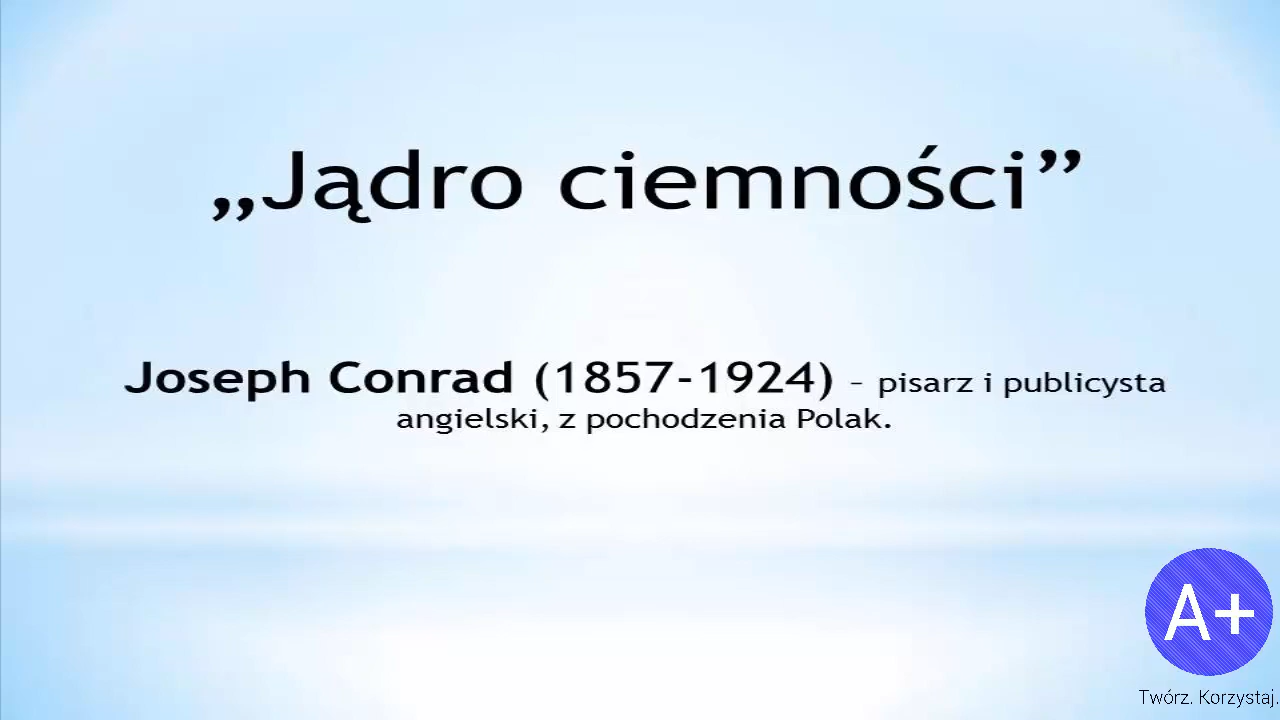 „Jądro ciemności”
Joseph Conrad (1857-1924) – pisarz i publicysta
angielski, z pochodzenia Polak.
A+
Twórz. Korzystaj.